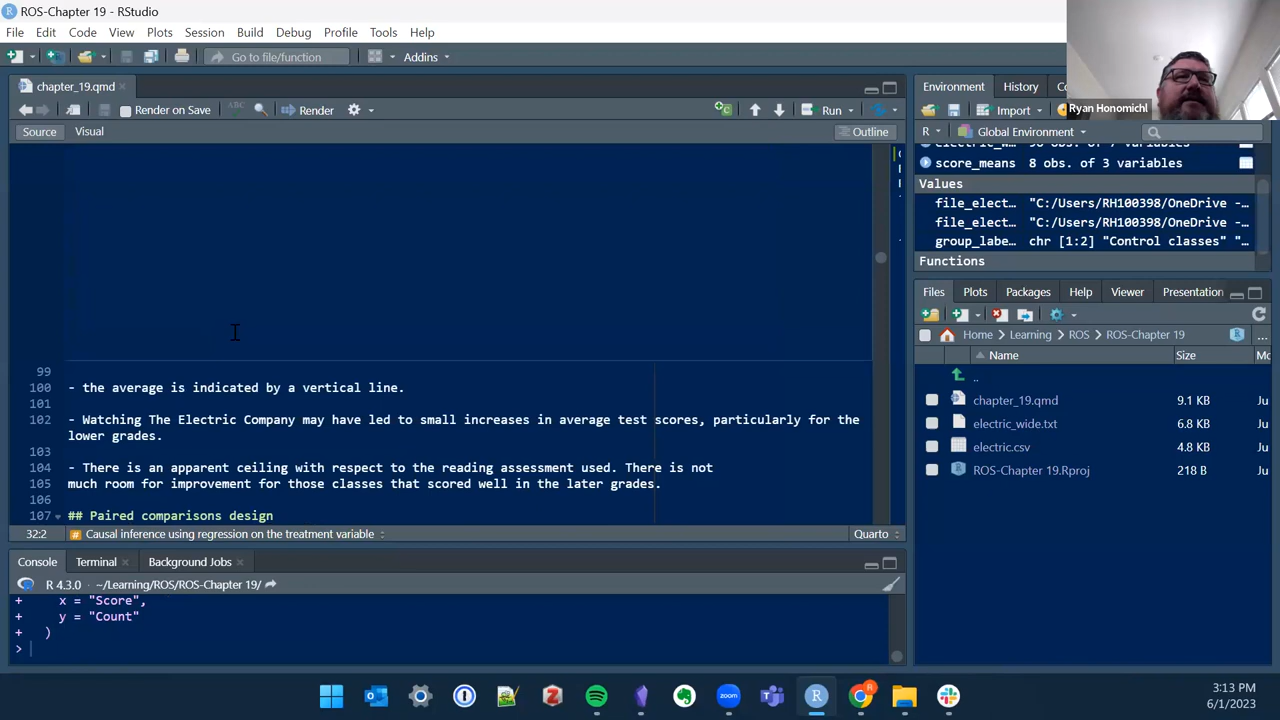 ROS-Chapter 19 - RStudio
File Edit Code View Plots Session Build Debug Profile Tools Help
Go to file/function
Addins
chapter_19.qmd
Render on Save
ABC
Render
Run
Source Visual
Outline
99
100 - the average is indicated by a vertical line.
101
102 - Watching The Electric Company may have led to small increases in average test scores, particularly for the
lower grades.
103
104 - There is an apparent ceiling with respect to the reading assessment used. There is not
105 much room for improvement for those classes that scored well in the later grades.
106
107 ## Paired comparisons design
32:2 # Causal inference using regression on the treatment variable
Quarto
Console Terminal Background Jobs
R 4.3.0 · ~/Learning/ROS/ROS-Chapter 19/
+ x = "Score",
+ y = "Count"
+ )
>
Ryan Honomichl
Environment History
Import
R Global Environment
score_means 8 obs. of 3 variables
Values
file_elect… "C:/Users/RH100398/OneDrive -…
file_elect… "C:/Users/RH100398/OneDrive -…
group_labe… chr [1:2] "Control classes" "…
Functions
Files Plots Packages Help Viewer Presentation
Home Learning ROS ROS-Chapter 19
...
Name Size Mo
..
chapter_19.qmd 9.1 KB Ju
electric_wide.txt 6.8 KB Ju
electric.csv 4.8 KB Ju
ROS-Chapter 19.Rproj 218 B Ju
zoom
3:13 PM
6/1/2023